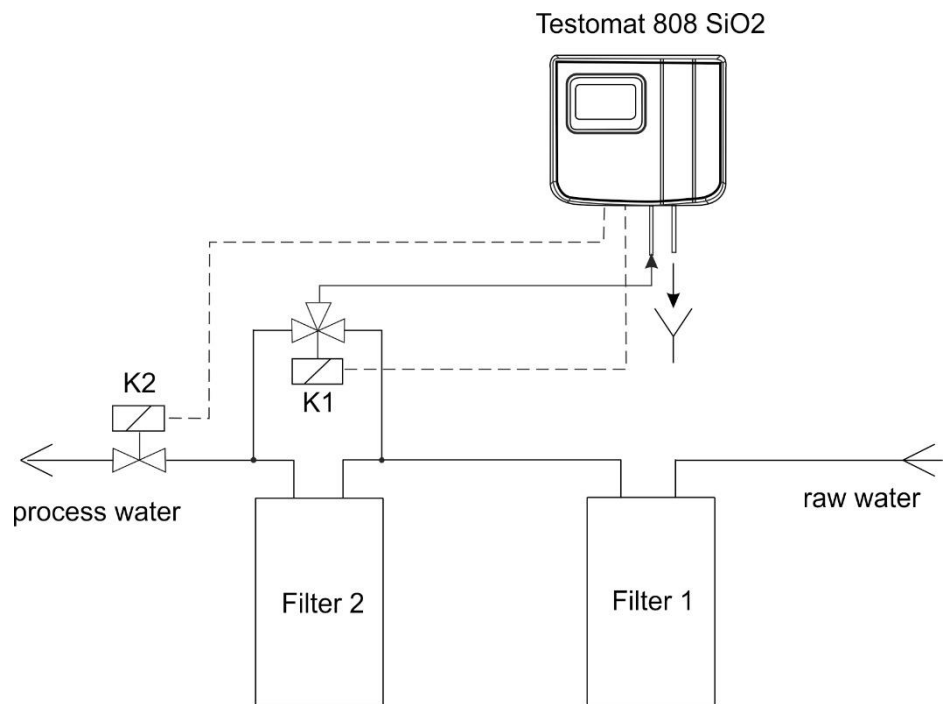 Testomat 808 SiO2
K2
K1
process water
raw water
Filter 2
Filter 1